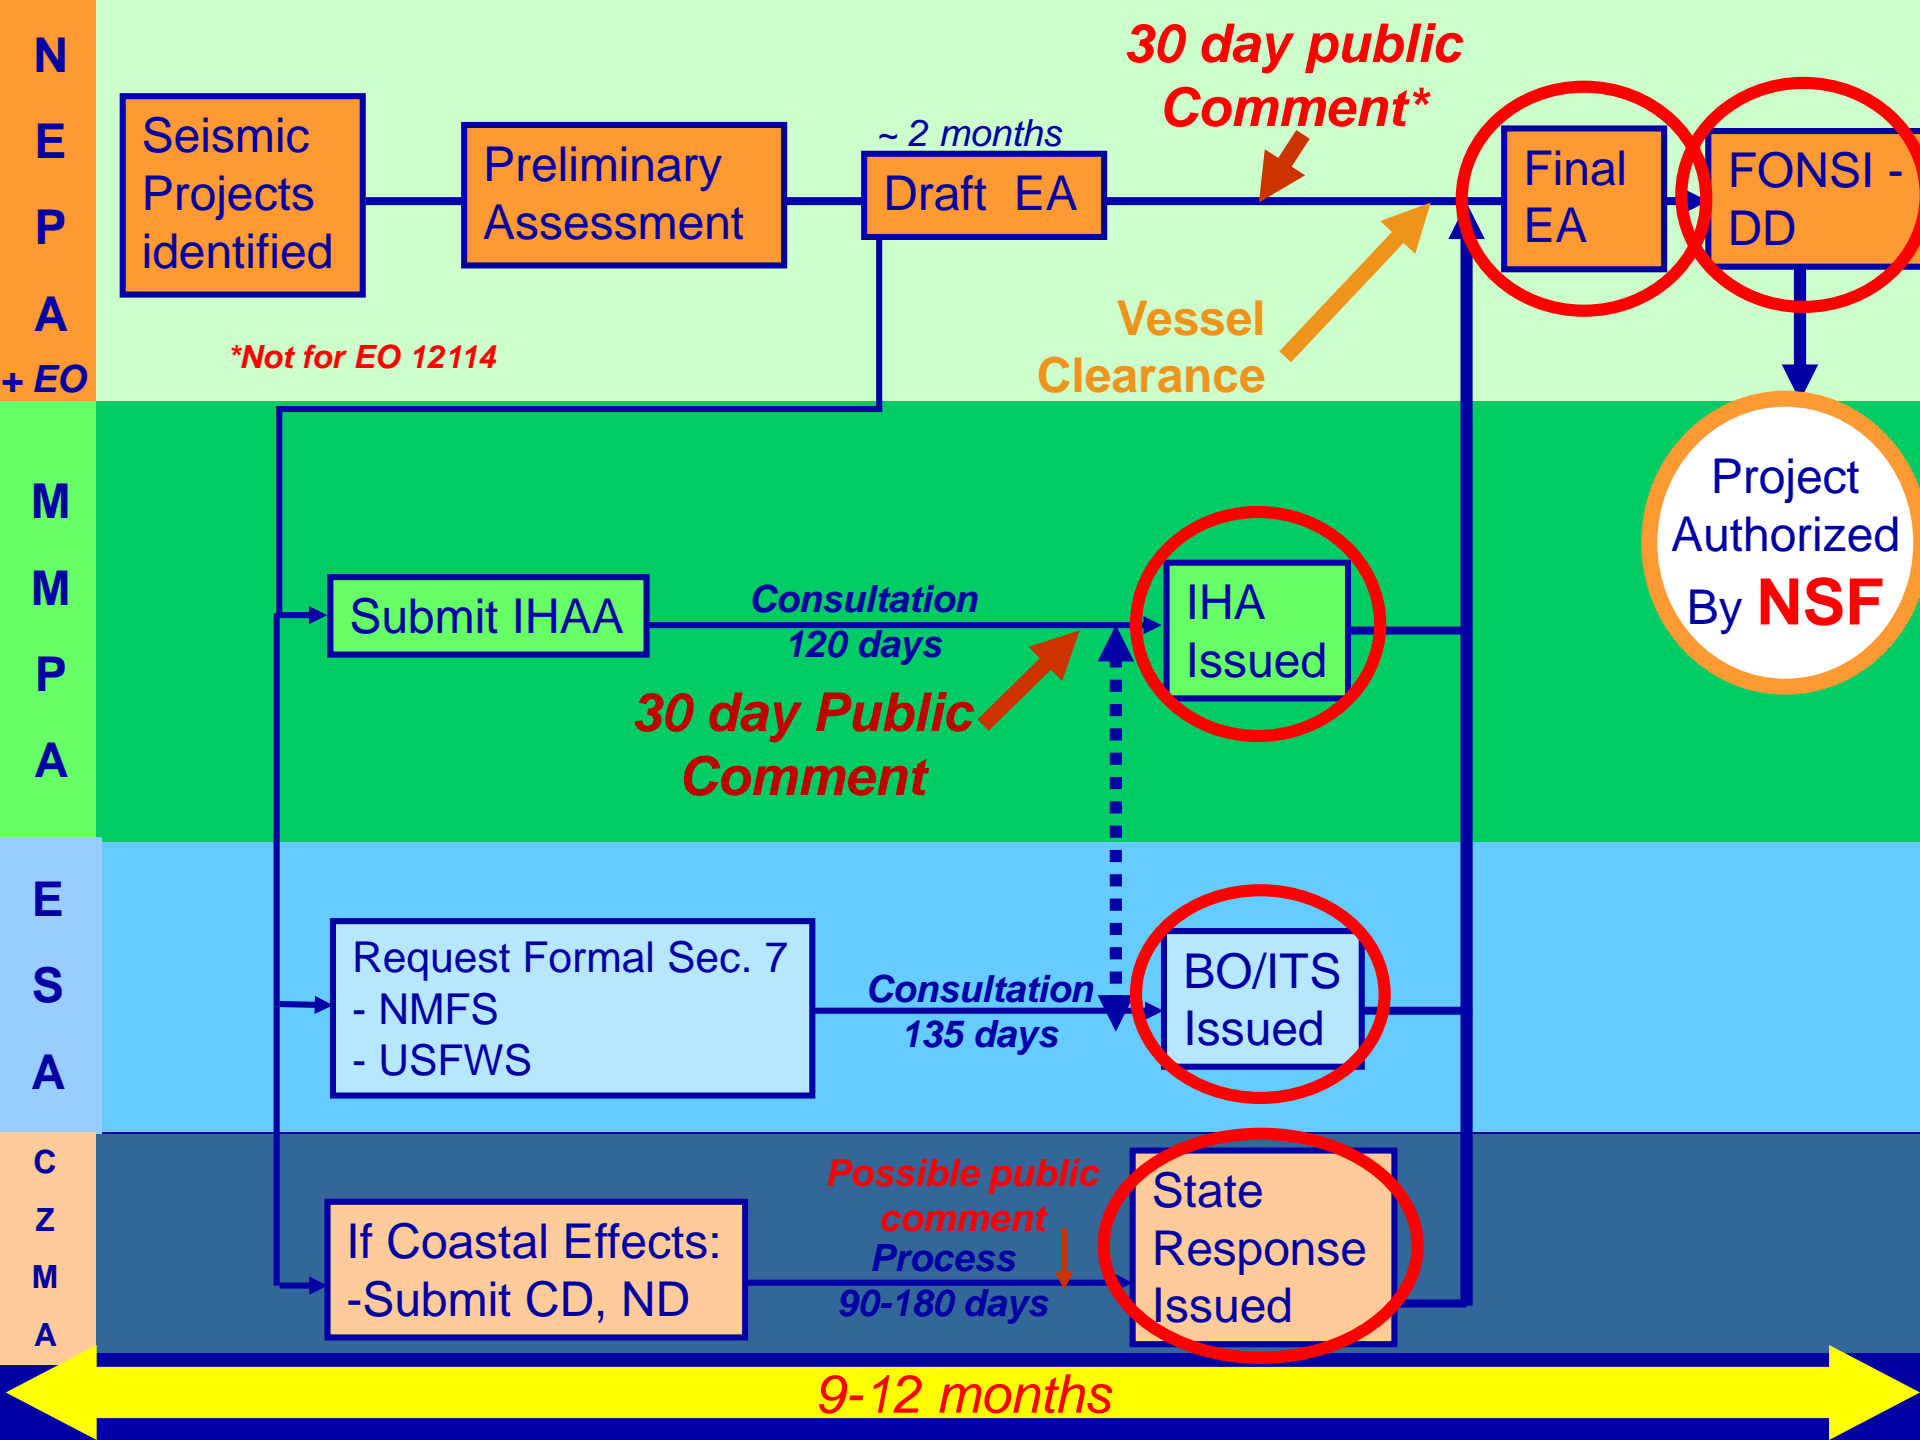 N
E
P
A
+ EO
Seismic
Projects
identified
Preliminary
Assessment
~ 2 months
Draft EA
30 day public
Comment*
Vessel
Clearance
Final
EA
FONSI -
DD
*Not for EO 12114
Project
Authorized
By NSF
M
M
P
A
Submit IHAA
Consultation
120 days
30 day Public
Comment
IHA
Issued
E
S
A
Request Formal Sec. 7
- NMFS
- USFWS
Consultation
135 days
BO/ITS
Issued
C
Z
M
A
If Coastal Effects:
-Submit CD, ND
Possible public
comment
Process
90-180 days
State
Response
Issued
9-12 months